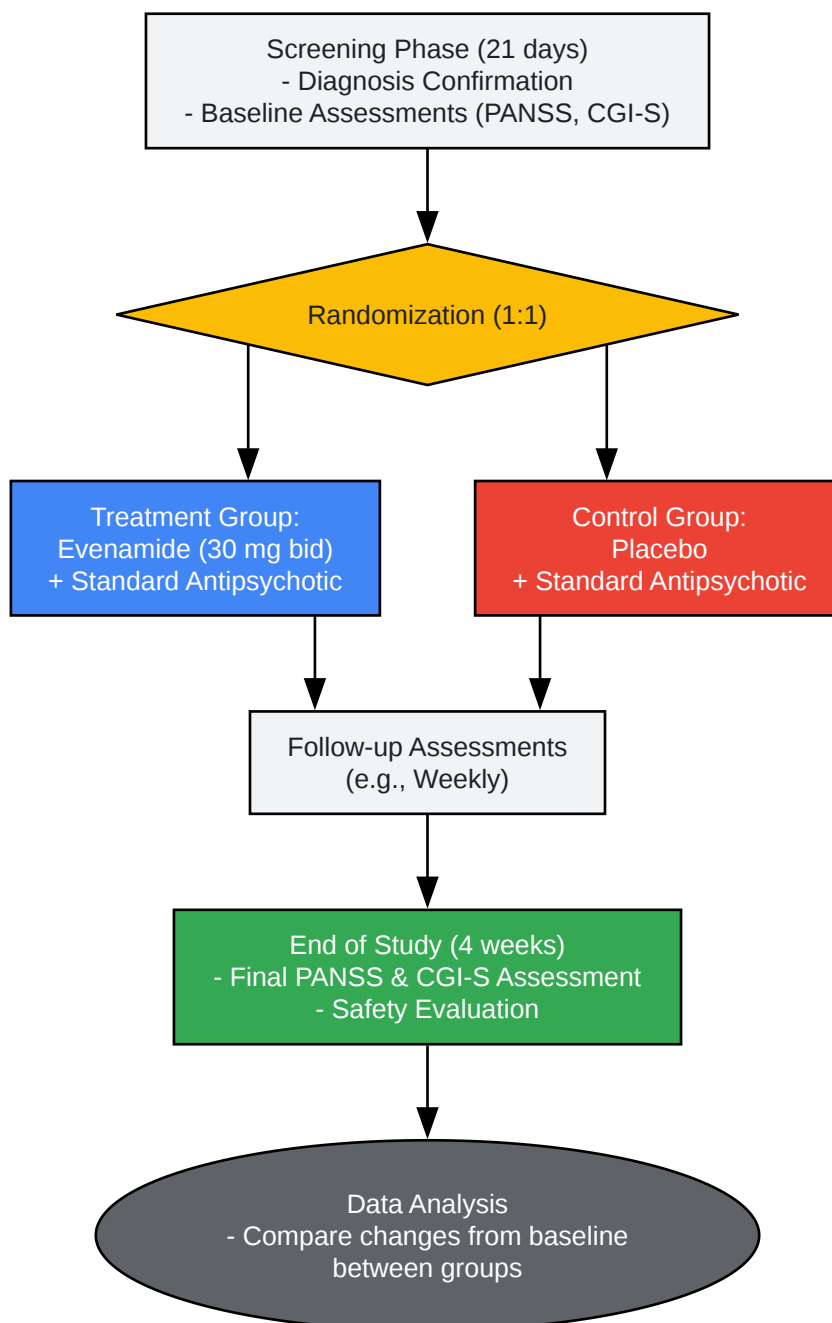 Screening Phase (21 days)
- Diagnosis Confirmation
- Baseline Assessments (PANSS, CGI-S)
Randomization (1:1)
Treatment Group:
Evenamide (30 mg bid)
+ Standard Antipsychotic
Control Group:
Placebo
+ Standard Antipsychotic
Follow-up Assessments
(e.g., Weekly)
End of Study (4 weeks)
- Final PANSS & CGI-S Assessment
- Safety Evaluation
Data Analysis
- Compare changes from baseline
between groups